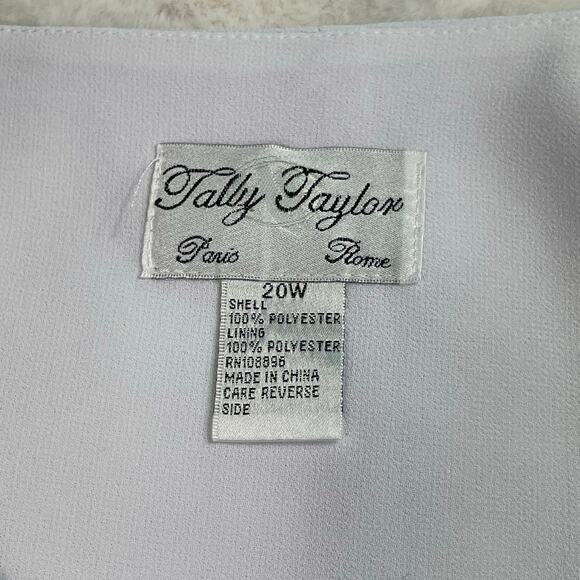 Tally Taylor
Paris Rome
20W
SHELL
100% POLYESTER
LINING
100% POLYESTER
RN108896
MADE IN CHINA
CARE REVERSE
SIDE